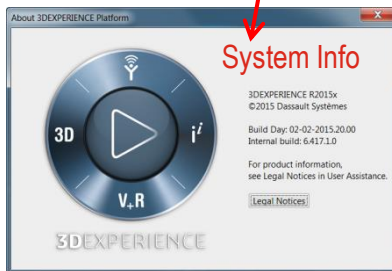 About 3DEXPERIENCE Platform
System Info
3DEXPERIENCE R2015x
©2015 Dassault Systèmes
Build Day: 02-02-2015.20.00
Internal build: 6.417.1.0
For product information,
see Legal Notices in User Assistance.
Legal Notices
3D
i i
V+R
3DEXPERIENCE